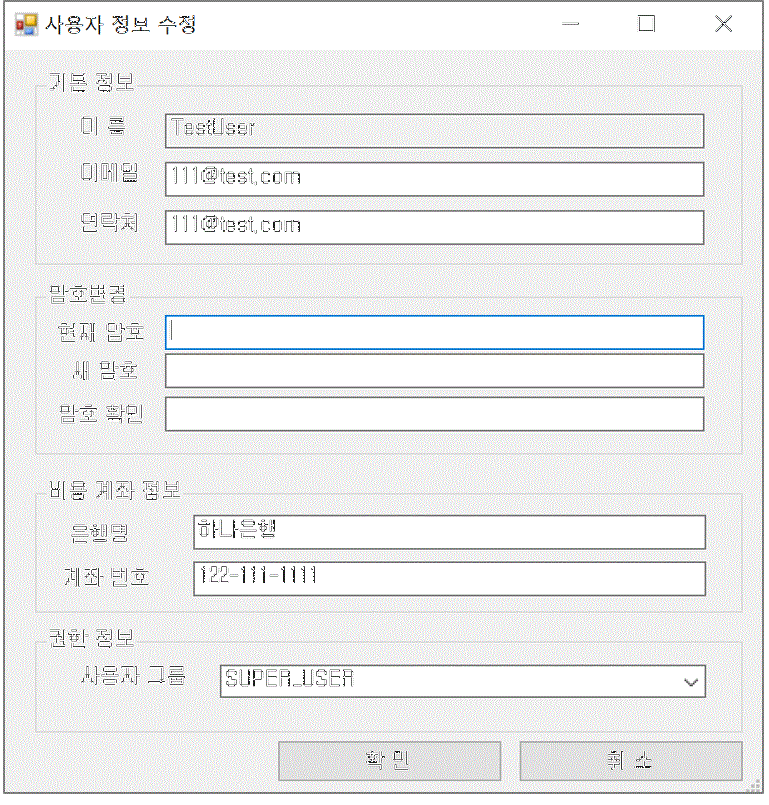 사용자 정보 수정
기본 정보
이 름 TestUser
이메일 111@test.com
연락처 111@test.com
암호변경
현재 암호
새 암호
암호 확인
비용 계좌 정보
은행명 하나은행
계좌 번호 122-111-1111
권한 정보
사용자 그룹 SUPER_USER
확 인 취 소